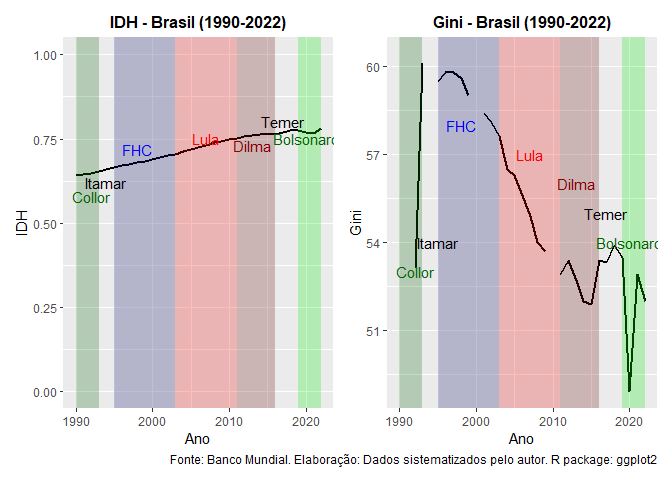 IDH - Brasil (1990-2022)
1.00
0.75
0.50
0.25
0.00
IDH
FHC
Itamar
Collor
Lula
Dilma
Temer
Bolsonaro
1990 2000 2010 2020
Ano
Gini - Brasil (1990-2022)
60
57
54
51
Gini
FHC
Lula
Dilma
Temer
Itamar
Bolsonaro
Collor
1990 2000 2010 2020
Ano
Fonte: Banco Mundial. Elaboração: Dados sistematizados pelo autor. R package: ggplot2